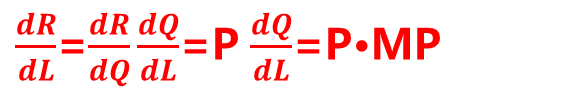 dR/dL = dR/dQ dQ/dL = P dQ/dL = P•MP